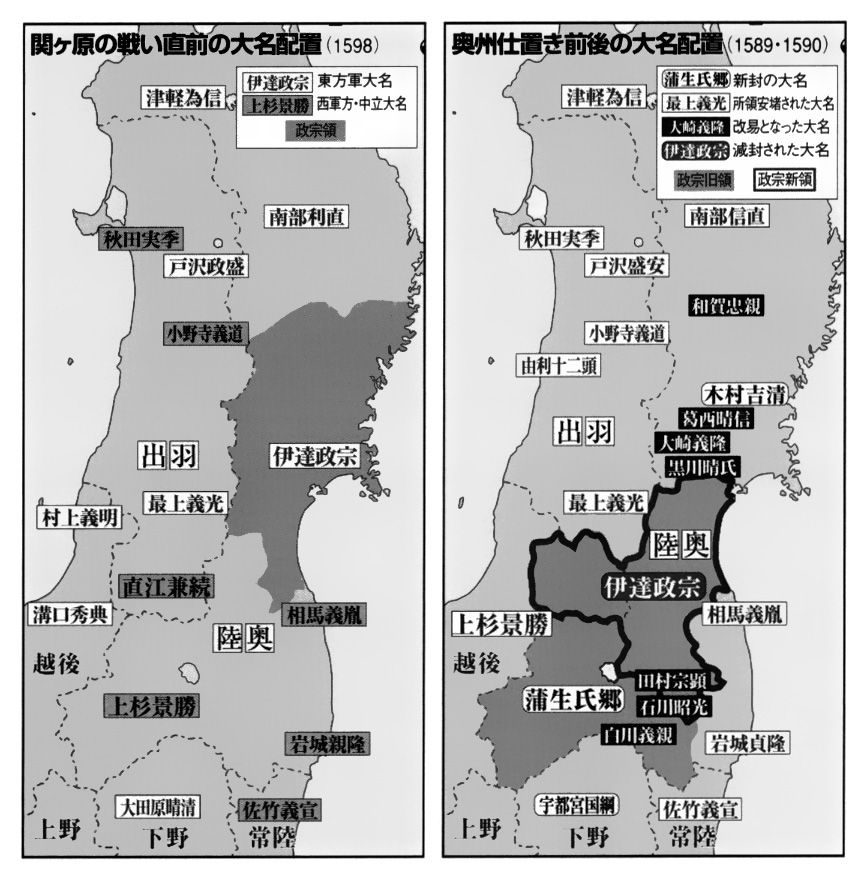 関ヶ原の戦い直前の大名配置(1598)
伊達政宗 東方軍大名
上杉景勝 西軍方・中立大名
政宗領
津軽為信
南部利直
秋田実季
戸沢政盛
小野寺義道
出羽
伊達政宗
最上義光
村上義明
直江兼続
溝口秀典
相馬義胤
陸奥
越後
上杉景勝
岩城親隆
大田原晴清
佐竹義宣
上野
下野
常陸
奥州仕置き前後の大名配置(1589・1590)
蒲生氏郷 新封の大名
最上義光 所領安堵された大名
大崎義隆 改易となった大名
伊達政宗 減封された大名
政宗旧領 政宗新領
津軽為信
南部信直
秋田実季
戸沢盛安
和賀忠親
小野寺義道
由利十二頭
木村吉清
葛西晴信
出羽
大崎義隆
黒川晴氏
最上義光
陸奥
伊達政宗
相馬義胤
上杉景勝
越後
田村宗顕
蒲生氏郷
石川昭光
白川義親
岩城貞隆
宇都宮国綱
佐竹義宣
上野
下野
常陸